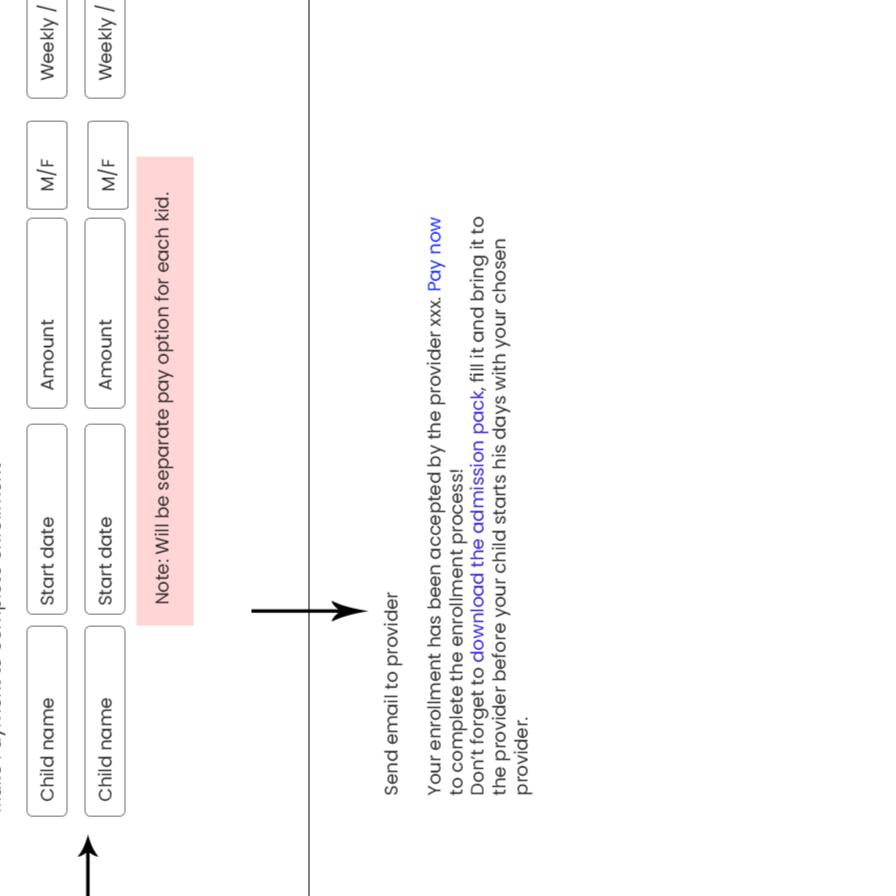 Child name Start date Amount M/F Weekly /
Child name Start date Amount M/F Weekly /
Note: Will be separate pay option for each kid.
Send email to provider
Your enrollment has been accepted by the provider xxx. Pay now
to complete the enrollment process!
Don't forget to download the admission pack, fill it and bring it to
the provider before your child starts his days with your chosen
provider.